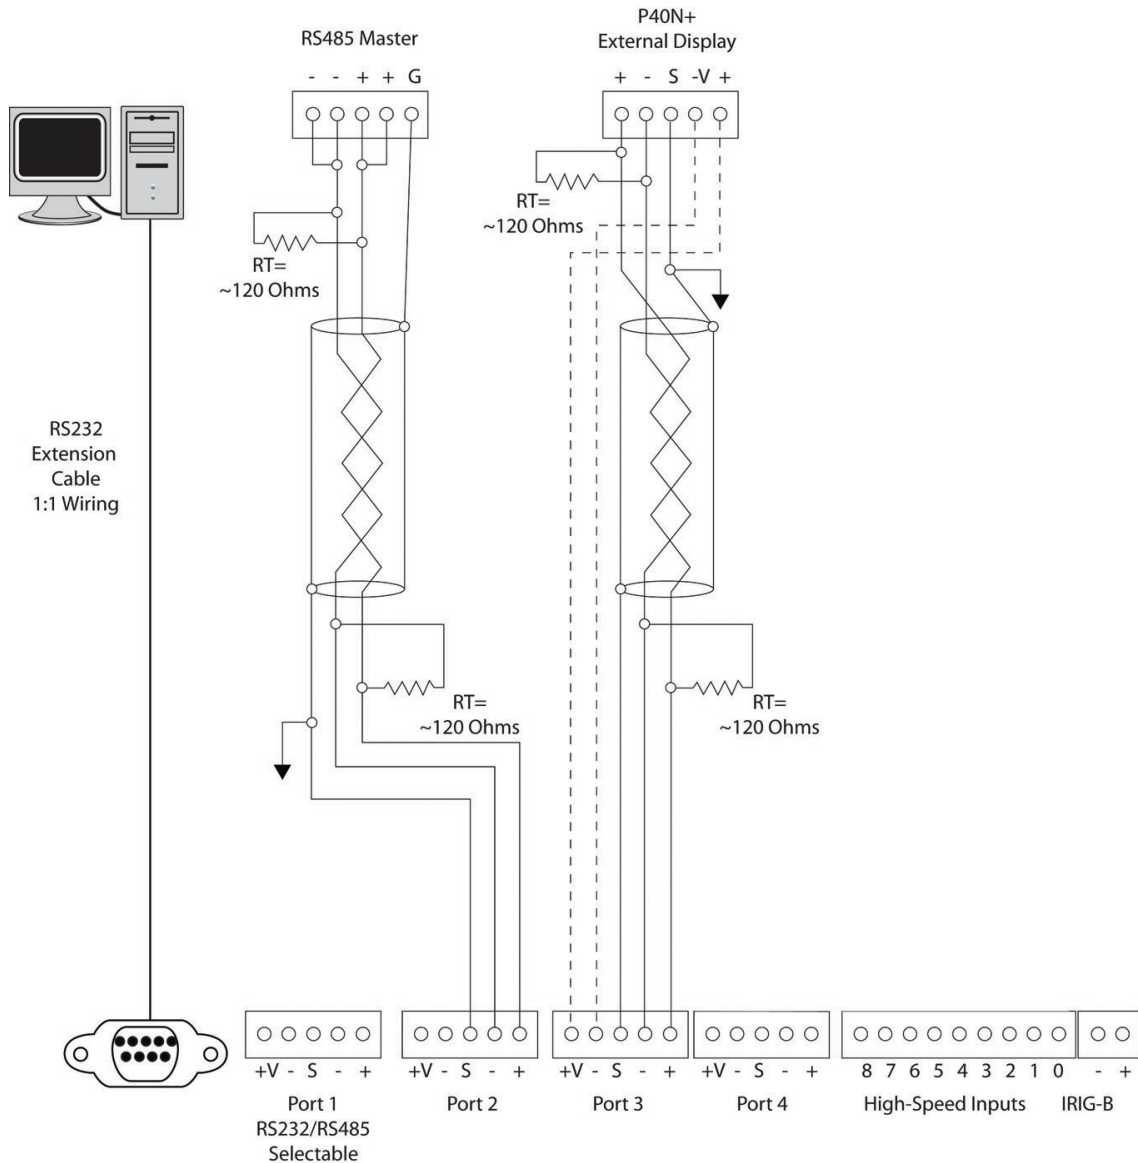 RS485 Master
- - + + G
P40N+
External Display
+ - S -V +
RT=
~120 Ohms
RT=
~120 Ohms
RS232
Extension
Cable
1:1 Wiring
RT=
~120 Ohms
RT=
~120 Ohms
+V - S - +
Port 1
RS232/RS485
Selectable
+V - S - +
Port 2
+V - S - +
Port 3
+V - S - +
Port 4
8 7 6 5 4 3 2 1 0
High-Speed Inputs
- +
IRIG-B